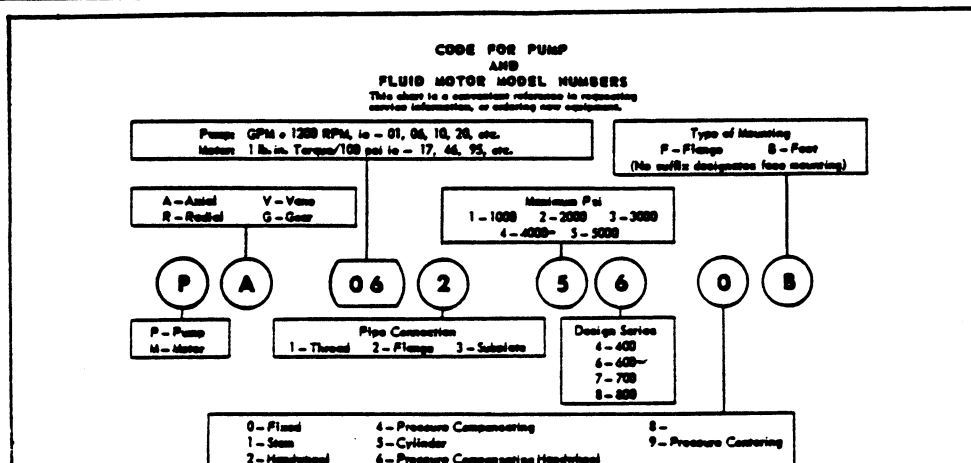 CODE FOR PUMP
AND
FLUID MOTOR MODEL NUMBERS
This chart is a convenient reference in requesting
service information, or ordering new equipment.
Pump: GPM @ 1200 RPM, ie – 01, 06, 10, 20, etc.
Motor: 1 lb. in. Torque/100 psi ie – 17, 46, 95, etc.
Type of Mounting
F – Flange B – Foot
(No suffix designates face mounting)
A – Axial V – Vane
R – Radial G – Gear
Maximum Psi
1 – 1000 2 – 2000 3 – 3000
4 – 4000 5 – 5000
P A 06 2 5 6 0 B
P – Pump
M – Motor
Pipe Connection
1 – Thread 2 – Flange 3 – Subplate
Design Series
4 – 400
6 – 600
7 – 700
8 – 800
0 – Fixed 4 – Pressure Compensating 8 –
1 – Stem 5 – Cylinder 9 – Pressure Centering
2 – Handwheel 6 – Pressure Compensating Handwheel